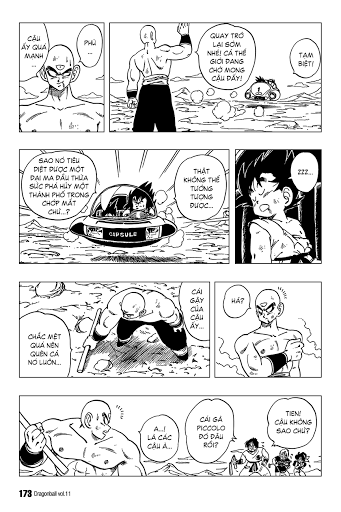 CẬU
ẤY QUÁ
MẠNH
..
PHÙ
..
QUAY TRỞ
LẠI SỚM
NHÉ! CẢ THẾ
GIỚI ĐANG
CHỜ MONG
CẬU ĐẤY!
TẠM
BIỆT!
SAO NÓ TIÊU
DIỆT ĐƯỢC MỘT
ĐẠI MA ĐẦU THỪA
SỨC PHÁ HỦY MỘT
THÀNH PHỐ TRONG
CHỚP MẮT
CHỨ...?
THẬT
KHÔNG THỂ
TƯỞNG
TƯỢNG
ĐƯỢC...
CAPSULE
ZZZ...
CHẮC MỆT
QUÁ NÊN
QUÊN CẢ
NÓ LUÔN...
CÁI
GẬY
CỦA
CẬU
ẤY...
HẢ?
A...!
LÀ CÁC
CẬU À...
CÁI GÃ
PICCOLO
ĐÓ ĐÂU
RỒI?
TIEN!
CẬU KHÔNG
SAO CHỨ?
173 Dragonball vol.11